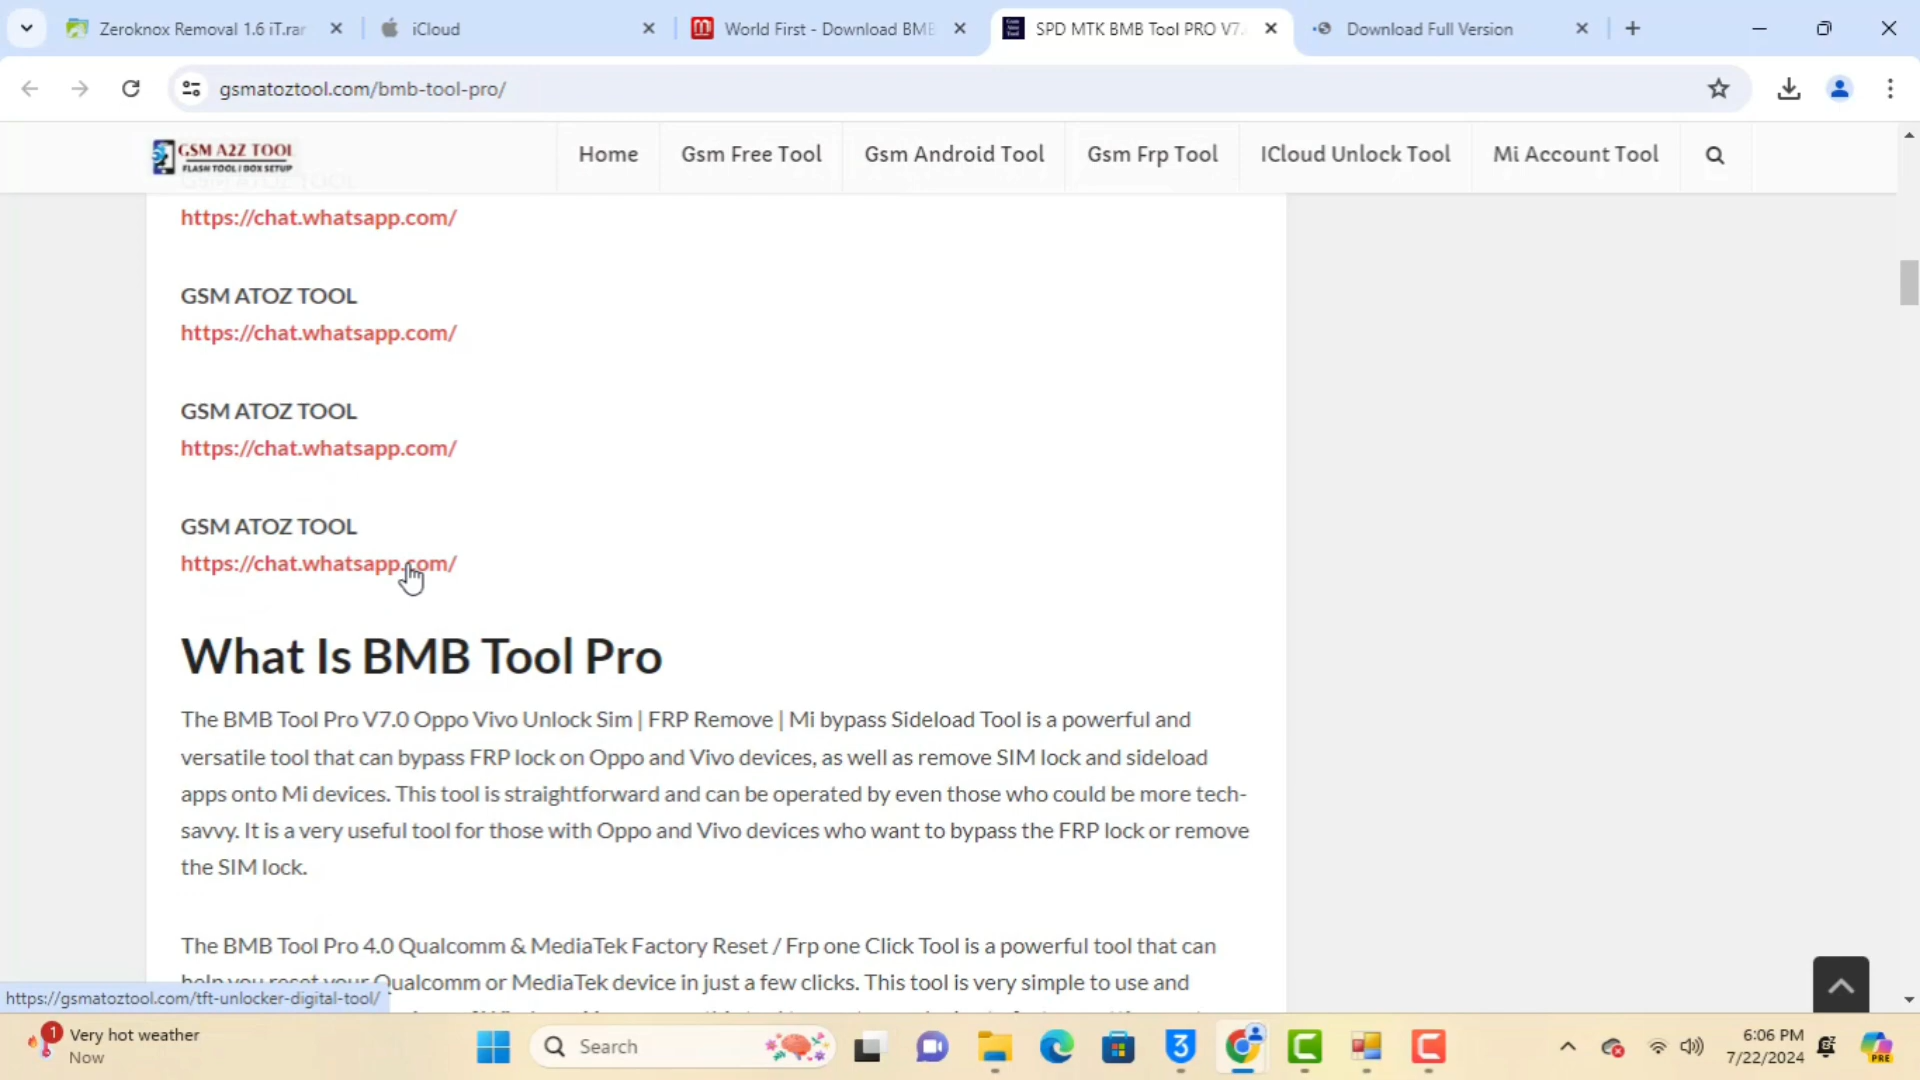 Zeroknox Removal 1.6 iT.rar
iCloud
World First - Download BMB
SPD MTK BMB Tool PRO V7.
Download Full Version
gsmatoztool.com/bmb-tool-pro/
GSM A2Z TOOL
FLASH TOOL / BOX SETUP
Home
Gsm Free Tool
Gsm Android Tool
Gsm Frp Tool
ICloud Unlock Tool
Mi Account Tool
https://chat.whatsapp.com/
GSM ATOZ TOOL
https://chat.whatsapp.com/
GSM ATOZ TOOL
https://chat.whatsapp.com/
GSM ATOZ TOOL
https://chat.whatsapp.com/
What Is BMB Tool Pro
The BMB Tool Pro V7.0 Oppo Vivo Unlock Sim | FRP Remove | Mi bypass Sideload Tool is a powerful and
versatile tool that can bypass FRP lock on Oppo and Vivo devices, as well as remove SIM lock and sideload
apps onto Mi devices. This tool is straightforward and can be operated by even those who could be more tech-
savvy. It is a very useful tool for those with Oppo and Vivo devices who want to bypass the FRP lock or remove
the SIM lock.
The BMB Tool Pro 4.0 Qualcomm & MediaTek Factory Reset / Frp one Click Tool is a powerful tool that can
help you reset your Qualcomm or MediaTek device in just a few clicks. This tool is very simple to use and
https://gsmatoztool.com/tft-unlocker-digital-tool/
1
Very hot weather
Now
Search
3
6:06 PM
7/22/2024
PRE